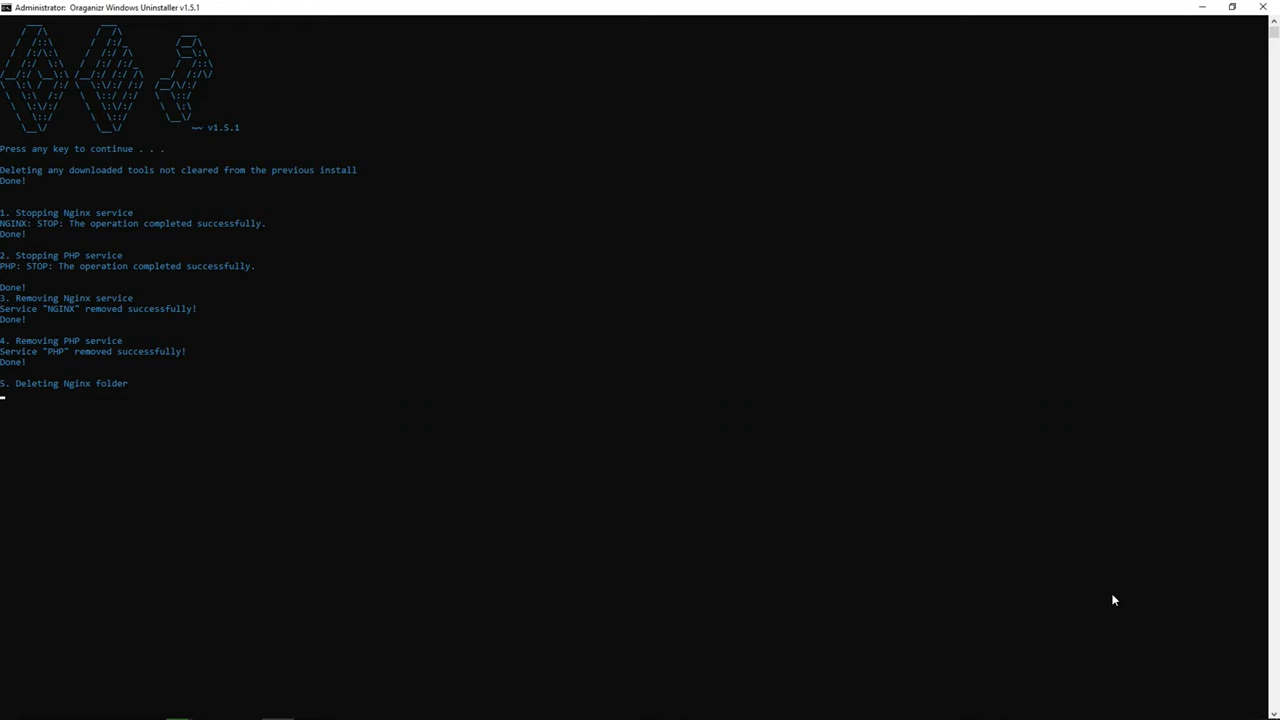 Administrator: Oraganizr Windows Uninstaller v1.5.1
~~ v1.5.1
Press any key to continue . . .
Deleting any downloaded tools not cleared from the previous install
Done!
1. Stopping Nginx service
NGINX: STOP: The operation completed successfully.
Done!
2. Stopping PHP service
PHP: STOP: The operation completed successfully.
Done!
3. Removing Nginx service
Service "NGINX" removed successfully!
Done!
4. Removing PHP service
Service "PHP" removed successfully!
Done!
5. Deleting Nginx folder